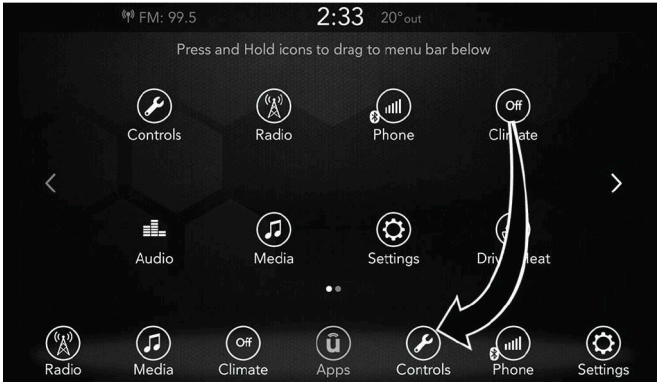 FM: 99.5 2:33 20° out
Press and Hold icons to drag to menu bar below
Off
Controls Radio Phone Climate
Audio Media Settings
Off ū
Radio Media Climate Apps Controls Phone Settings